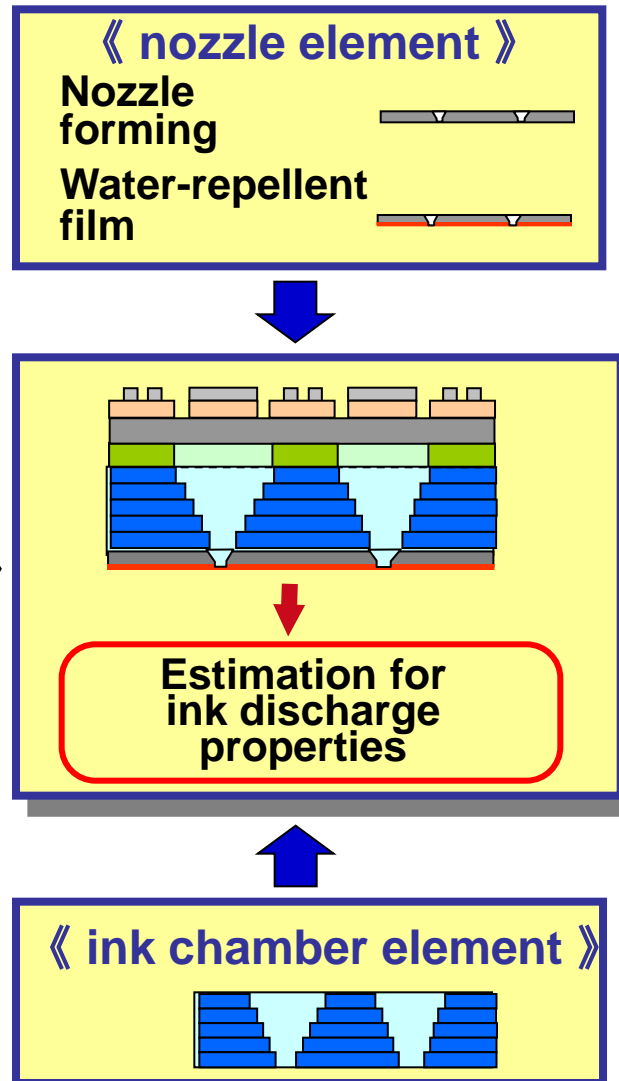 《 nozzle element 》
Nozzle
forming
Water-repellent
film
Estimation for
ink discharge
properties
《 ink chamber element 》